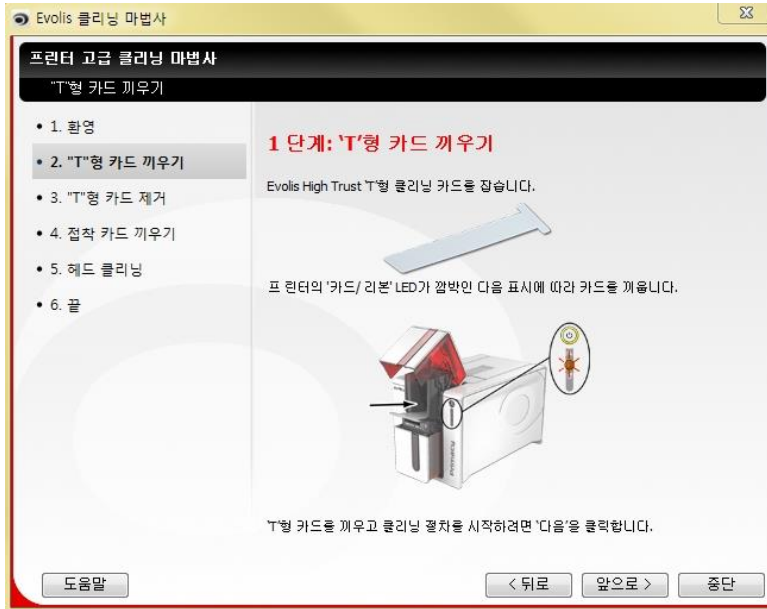 Evolis 클리닝 마법사
프린터 고급 클리닝 마법사
"T"형 카드 끼우기
• 1. 환영
• 2. "T"형 카드 끼우기
• 3. "T"형 카드 제거
• 4. 접착 카드 끼우기
• 5. 헤드 클리닝
• 6. 끝
1 단계: 'T'형 카드 끼우기
Evolis High Trust 'T'형 클리닝 카드를 잡습니다.
프 린터의 '카드/ 리본' LED가 깜박인 다음 표시에 따라 카드를 끼웁니다.
Primacy
'T'형 카드를 끼우고 클리닝 절차를 시작하려면 '다음'을 클릭합니다.
도움말
< 뒤로
앞으로 >
중단